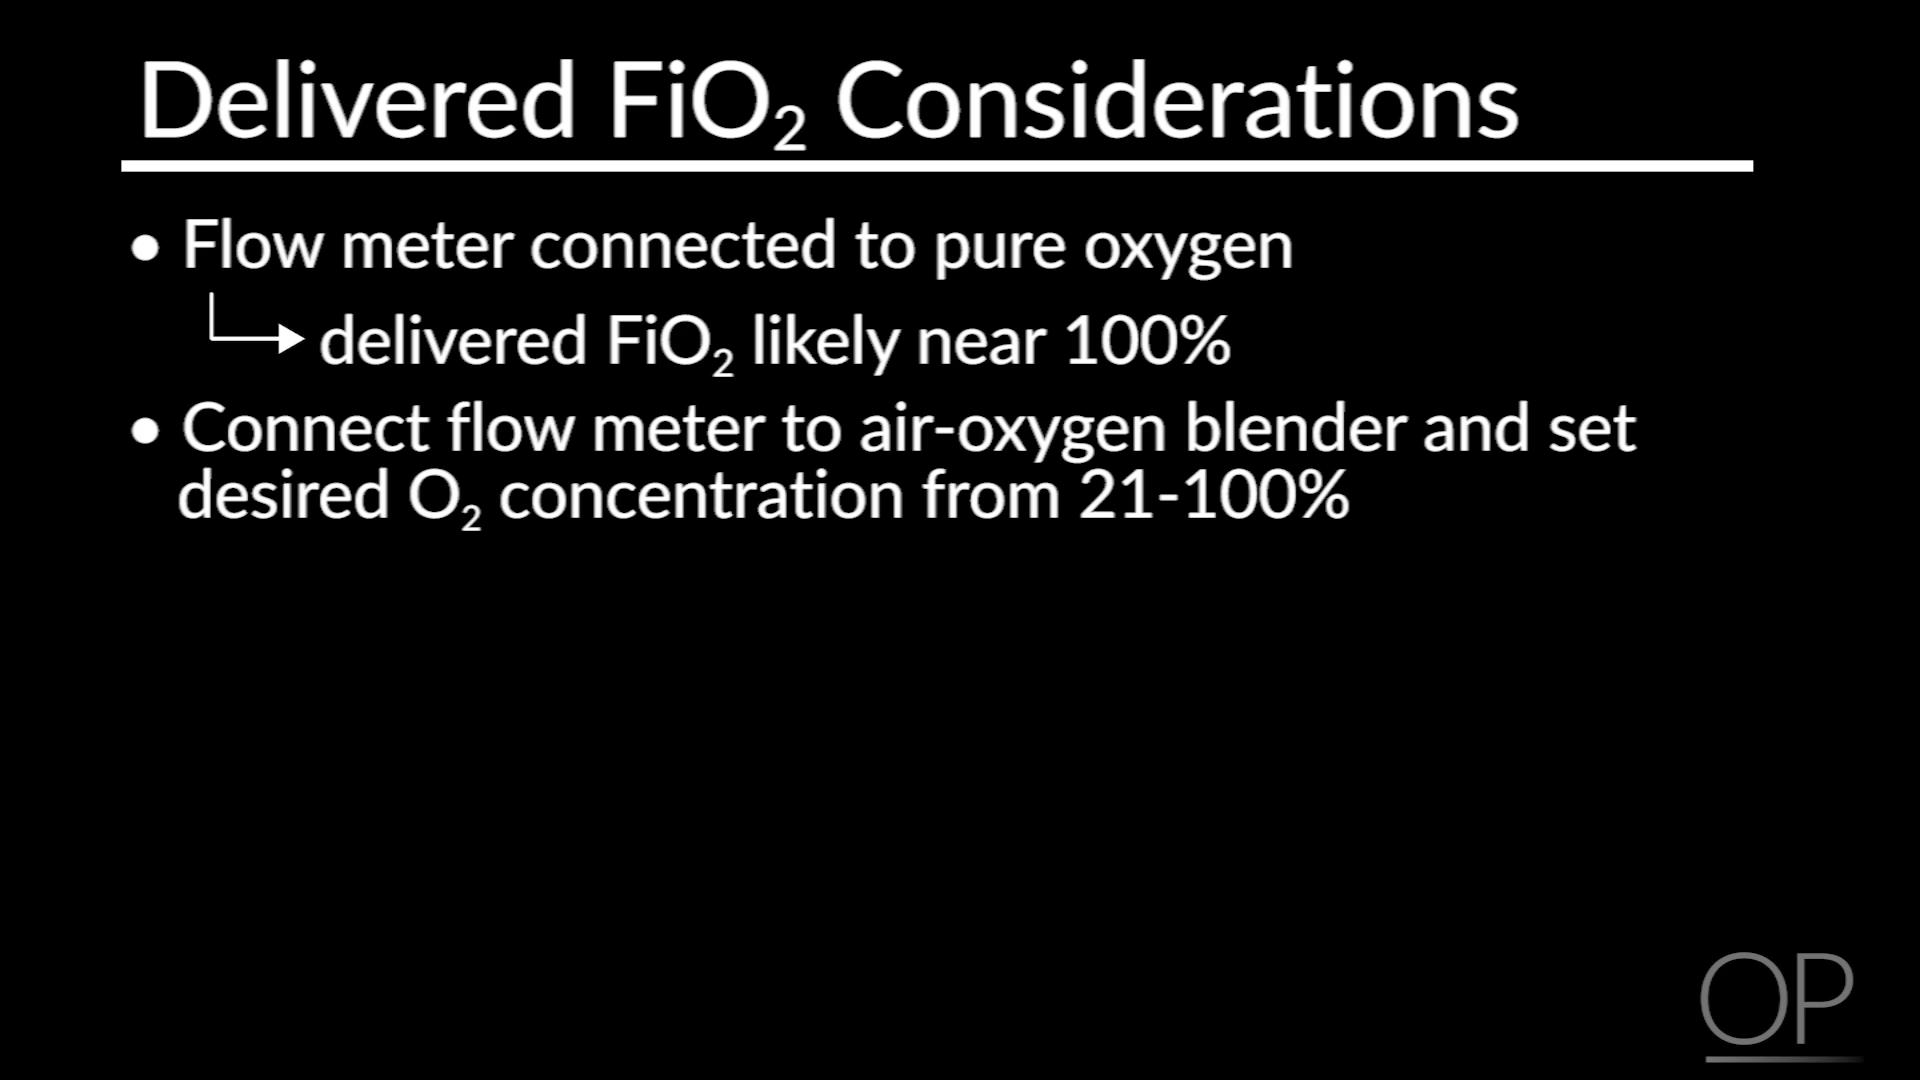 Delivered FiO₂ Considerations
• Flow meter connected to pure oxygen
delivered FiO₂ likely near 100%
• Connect flow meter to air-oxygen blender and set
desired O₂ concentration from 21-100%
OP